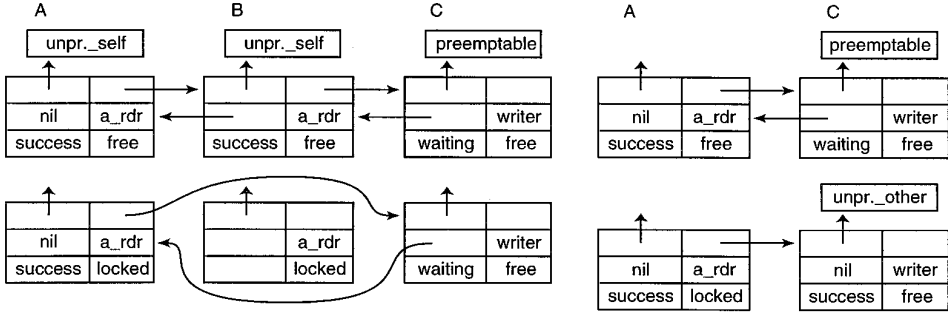 A B C
unpr._self unpr._self preemptable
nil a_rdr a_rdr writer
success free success free waiting free
nil a_rdr a_rdr writer
success locked locked waiting free
A C
preemptable
nil a_rdr writer
success free waiting free
unpr._other
nil a_rdr nil writer
success locked success free